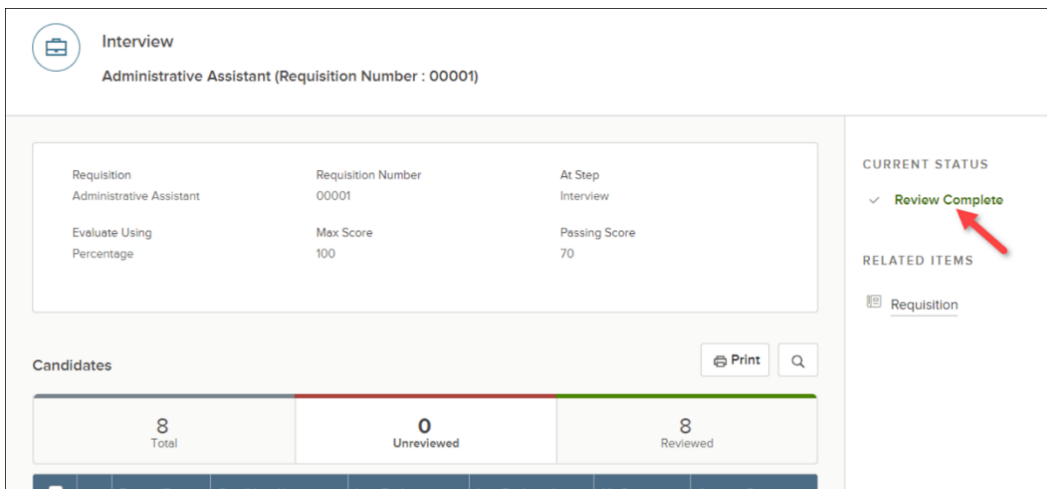 Interview
Administrative Assistant (Requisition Number : 00001)
Requisition
Requisition Number
At Step
Administrative Assistant
00001
Interview
Evaluate Using
Max Score
Passing Score
Percentage
100
70
CURRENT STATUS
Review Complete
RELATED ITEMS
Requisition
Candidates
Print
8
0
8
Total
Unreviewed
Reviewed